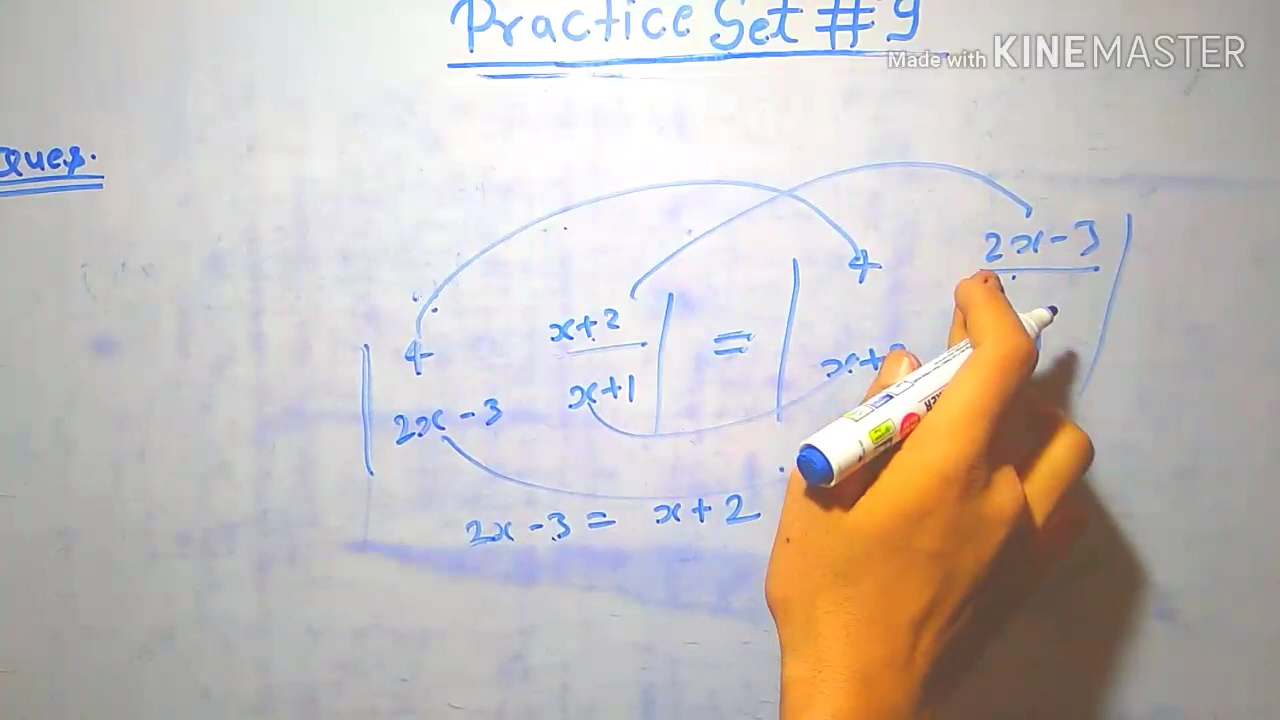 Practice Set #9
Made with KINEMASTER
Ques.
4 x+2 = 4 2x-3
2x-3 x+1
2x-3 = x+2